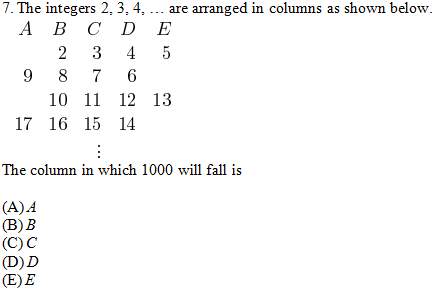 7. The integers 2, 3, 4, … are arranged in columns as shown below.
A B C D E
2 3 4 5
9 8 7 6
10 11 12 13
17 16 15 14
⋮
The column in which 1000 will fall is
(A) A
(B) B
(C) C
(D) D
(E) E